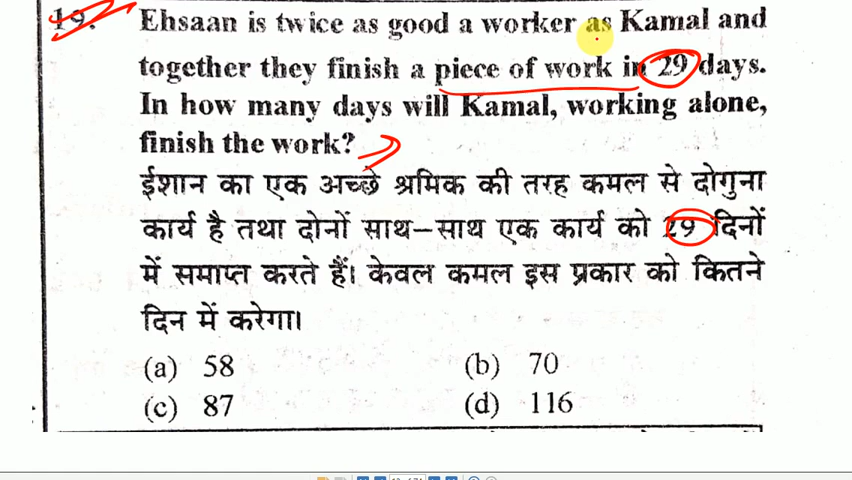 19. Ehsaan is twice as good a worker as Kamal and
together they finish a piece of work in 29 days.
In how many days will Kamal, working alone,
finish the work?
ईशान का एक अच्छे श्रमिक की तरह कमल से दोगुना
कार्य है तथा दोनों साथ–साथ एक कार्य को 29 दिनों
में समाप्त करते हैं। केवल कमल इस प्रकार को कितने
दिन में करेगा।
(a) 58 (b) 70
(c) 87 (d) 116